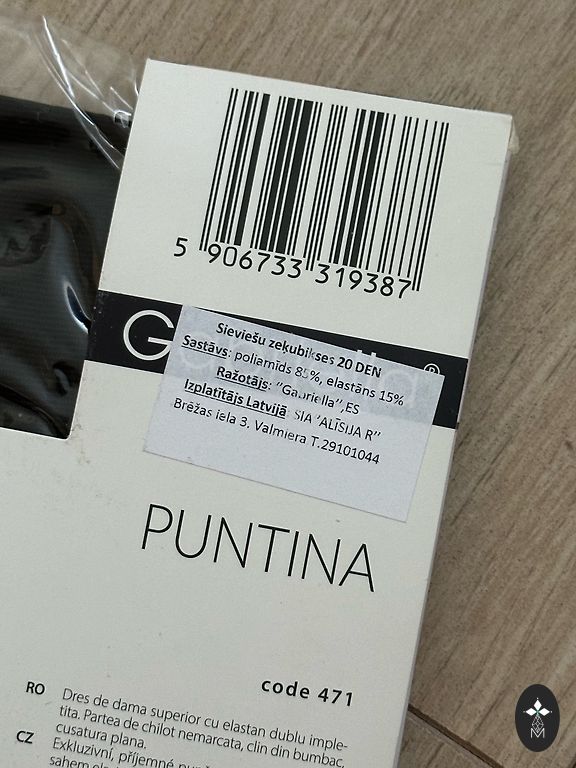 5 906733 319387
Gabriella®
Sieviešu zeķubikses 20 DEN
Sastāvs: poliamīds 85%, elastāns 15%
Ražotājs: "Gabriella",ES
Izplatītājs Latvijā: SIA "ALĪSIJA R"
Brēžas iela 3. Valmiera T.29101044
PUNTINA
code 471
RO Dres de dama superior cu elastan dublu imple-
tita. Partea de chilot nemarcata, clin din bumbac,
cusatura plana.
CZ Exkluzivní, příjemné
M